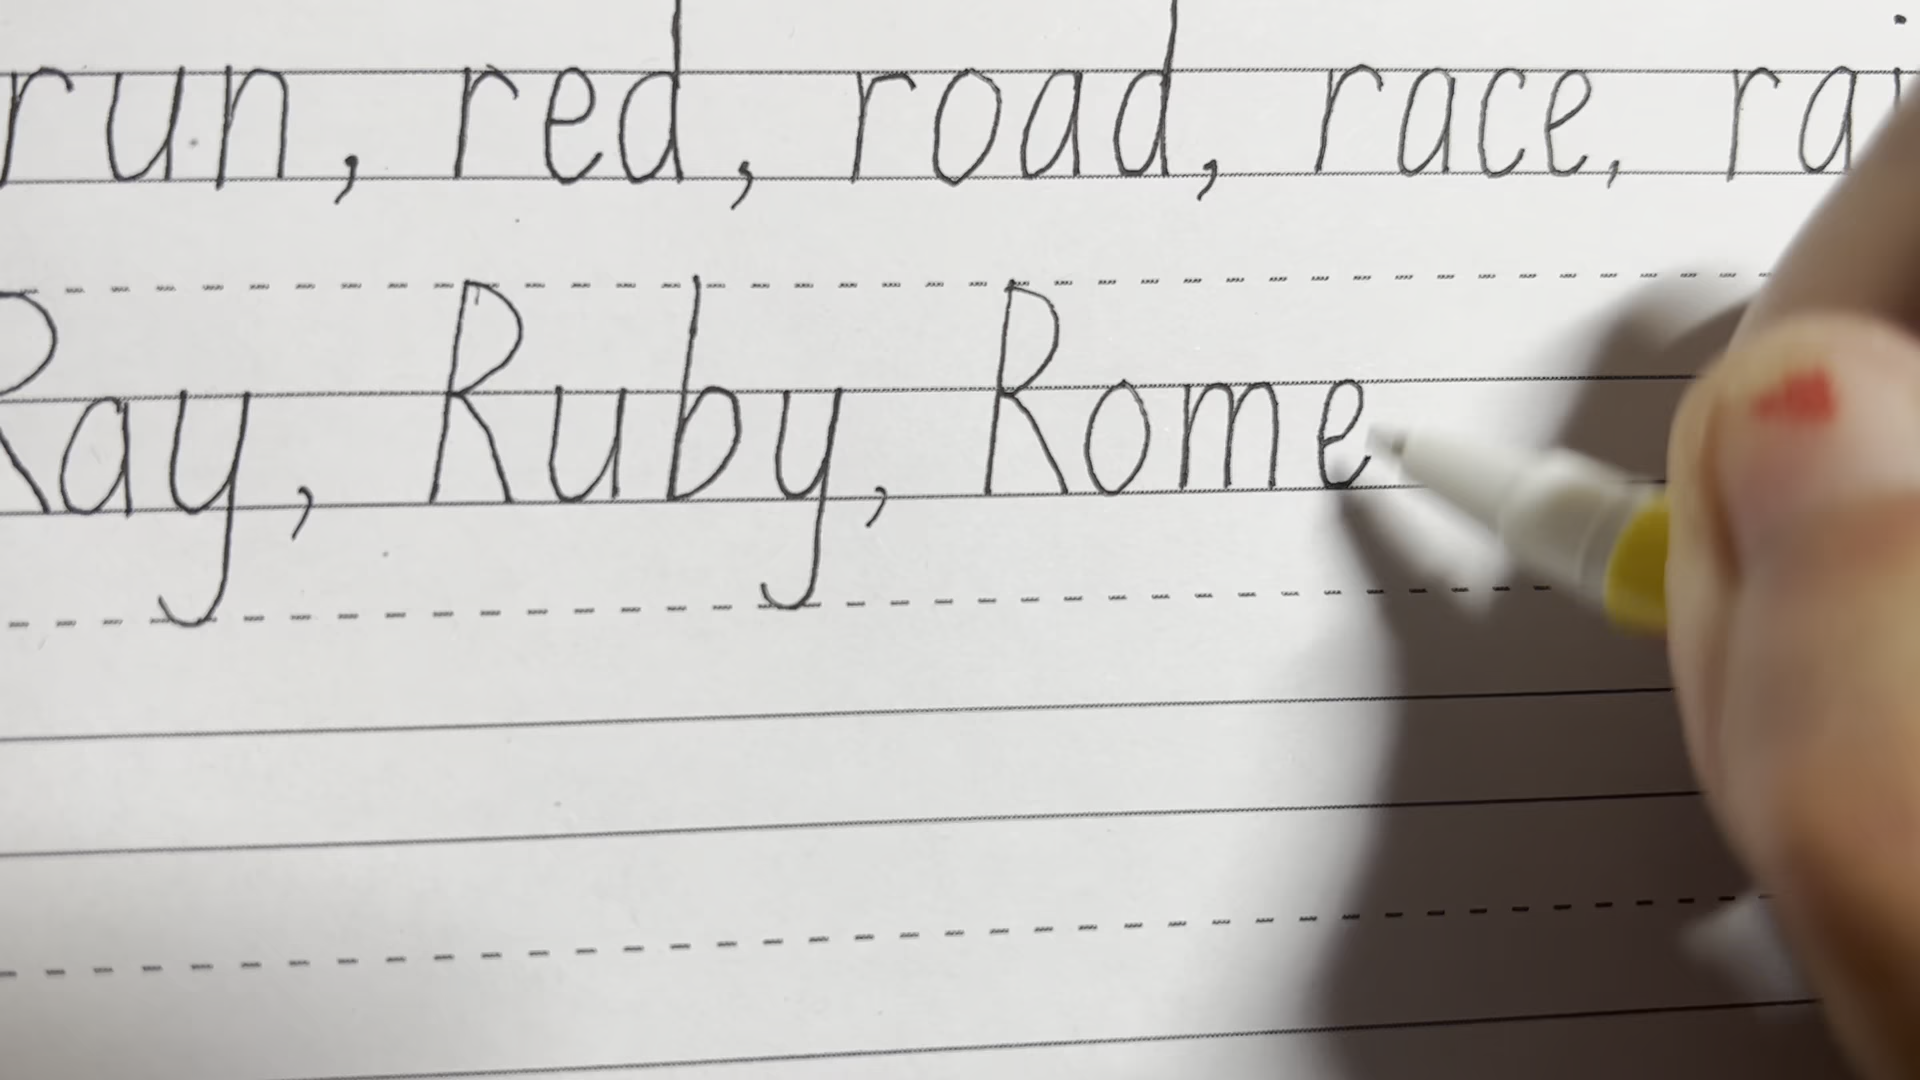 run, red, road, race,
Ray, Ruby, Rome